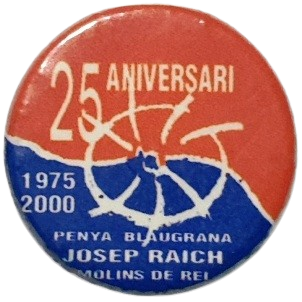 25 ANIVERSARI
1975
2000
PENYA BLAUGRANA
JOSEP RAICH
MOLINS DE REI